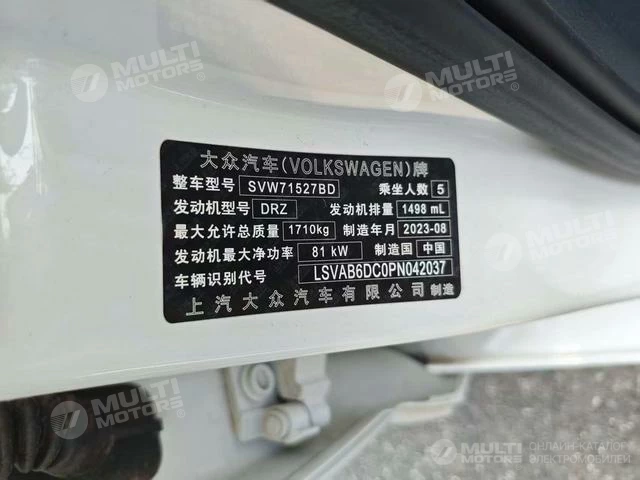 MULTI
MOTORS®
MULTI
MOTORS®
大众汽车(VOLKSWAGEN)牌
整车型号 SVW71527BD 乘坐人数 5
发动机型号 DRZ 发动机排量 1498 mL
最大允许总质量 1710kg 制造年月 2023-08
发动机最大净功率 81 kW 制造国 中国
车辆识别代号 LSVAB6DC0PN042037
上汽大众汽车有限公司 制造
MULTI
MOTORS®
MULTI
MOTORS
ОНЛАЙН-КАТАЛОГ
ЭЛЕКТРОМОБИЛЕЙ